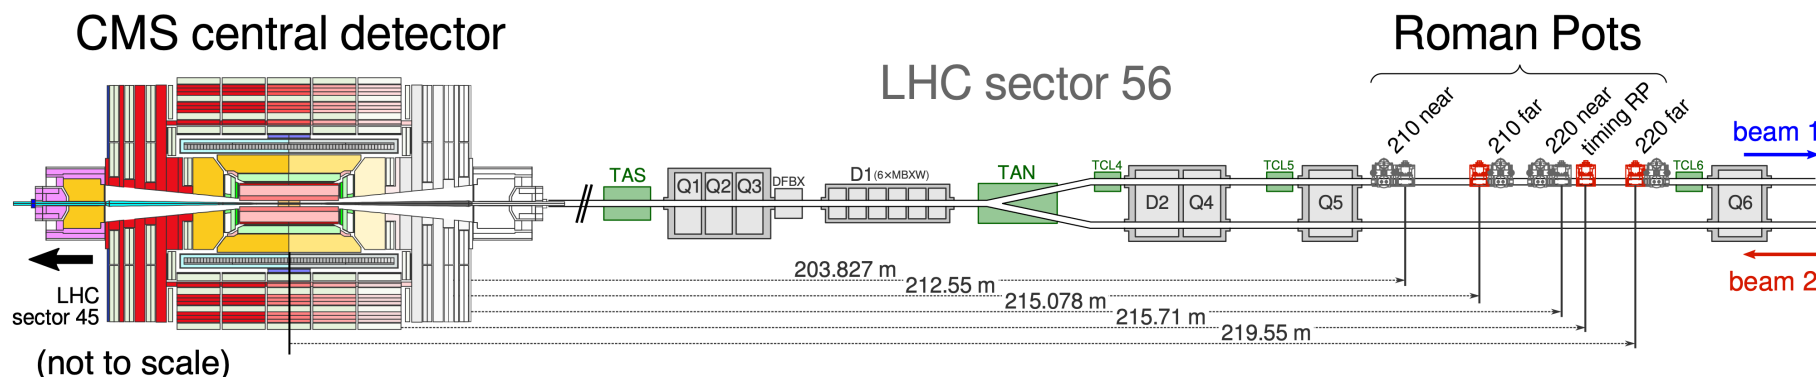 CMS central detector
Roman Pots
LHC sector 56
210 near
210 far
220 near
timing RP
220 far
beam 1
TAS
Q1 Q2 Q3
DFBX
D1 (6×MBXW)
TAN
TCL4
D2 Q4
TCL5
Q5
TCL6
Q6
beam 2
203.827 m
212.55 m
215.078 m
215.71 m
219.55 m
LHC
sector 45
(not to scale)